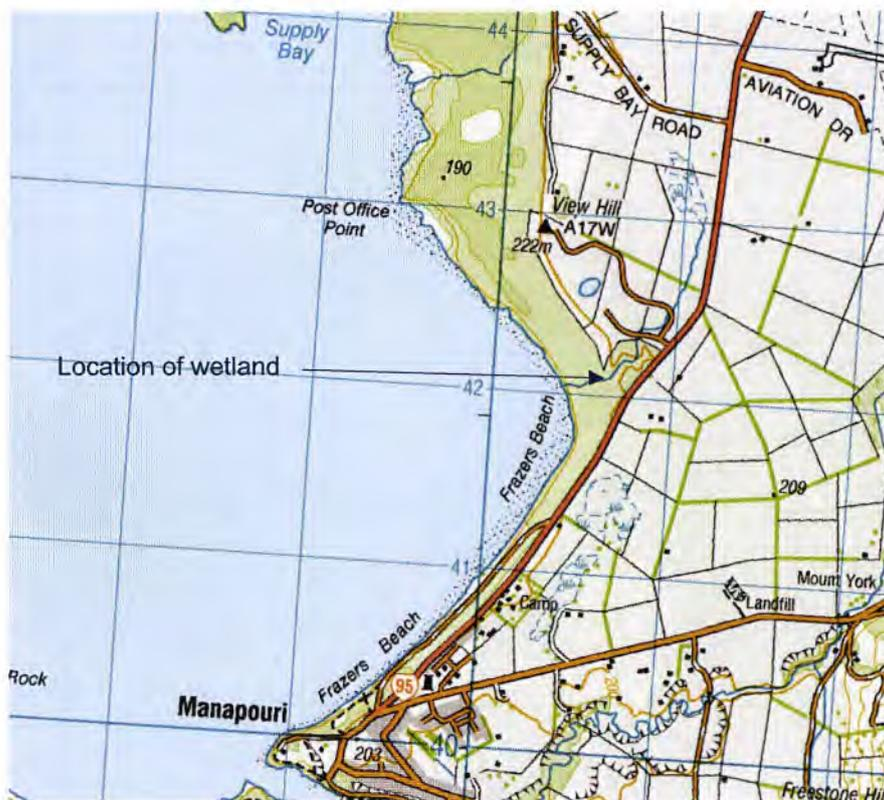 Supply
Bay
44
SUPPLY BAY ROAD
AVIATION DR
190
Post Office
Point
43
View Hill
A17W
222m
Location of wetland
42
Frazers Beach
209
41
Camp
Mount York
Landfill
Frazers Beach
Rock
95
Manapouri
203
40
Freestone Hill